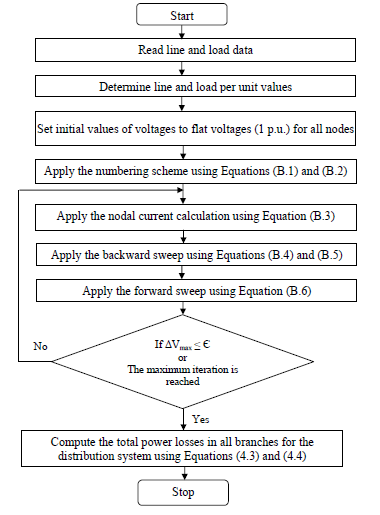 Start
Read line and load data
Determine line and load per unit values
Set initial values of voltages to flat voltages (1 p.u.) for all nodes
Apply the numbering scheme using Equations (B.1) and (B.2)
Apply the nodal current calculation using Equation (B.3)
Apply the backward sweep using Equations (B.4) and (B.5)
Apply the forward sweep using Equation (B.6)
If ΔVmax ≤ Є
or
The maximum iteration is
reached
No
Yes
Compute the total power losses in all branches for the
distribution system using Equations (4.3) and (4.4)
Stop